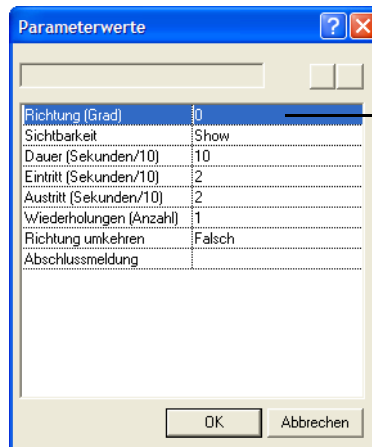 Parameterwerte
Richtung (Grad) 0
Sichtbarkeit Show
Dauer (Sekunden/10) 10
Eintritt (Sekunden/10) 2
Austritt (Sekunden/10) 2
Wiederholungen (Anzahl) 1
Richtung umkehren Falsch
Abschlussmeldung
OK Abbrechen